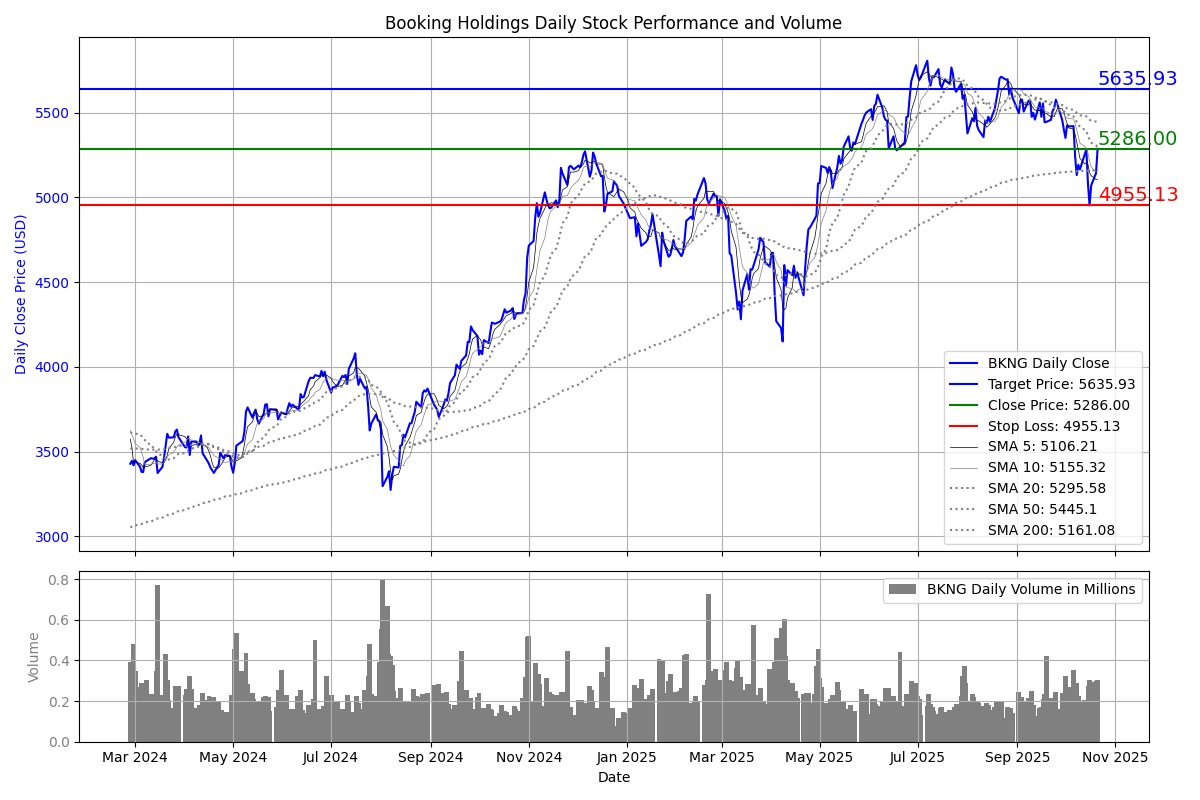 Booking Holdings Daily Stock Performance and Volume
Daily Close Price (USD)
5500
5000
4500
4000
3500
3000
5635.93
5286.00
4955.13
BKNG Daily Close
Target Price: 5635.93
Close Price: 5286.00
Stop Loss: 4955.13
SMA 5: 5106.21
SMA 10: 5155.32
SMA 20: 5295.58
SMA 50: 5445.1
SMA 200: 5161.08
Volume
0.8
0.6
0.4
0.2
0.0
BKNG Daily Volume in Millions
Mar 2024 May 2024 Jul 2024 Sep 2024 Nov 2024 Jan 2025 Mar 2025 May 2025 Jul 2025 Sep 2025 Nov 2025
Date